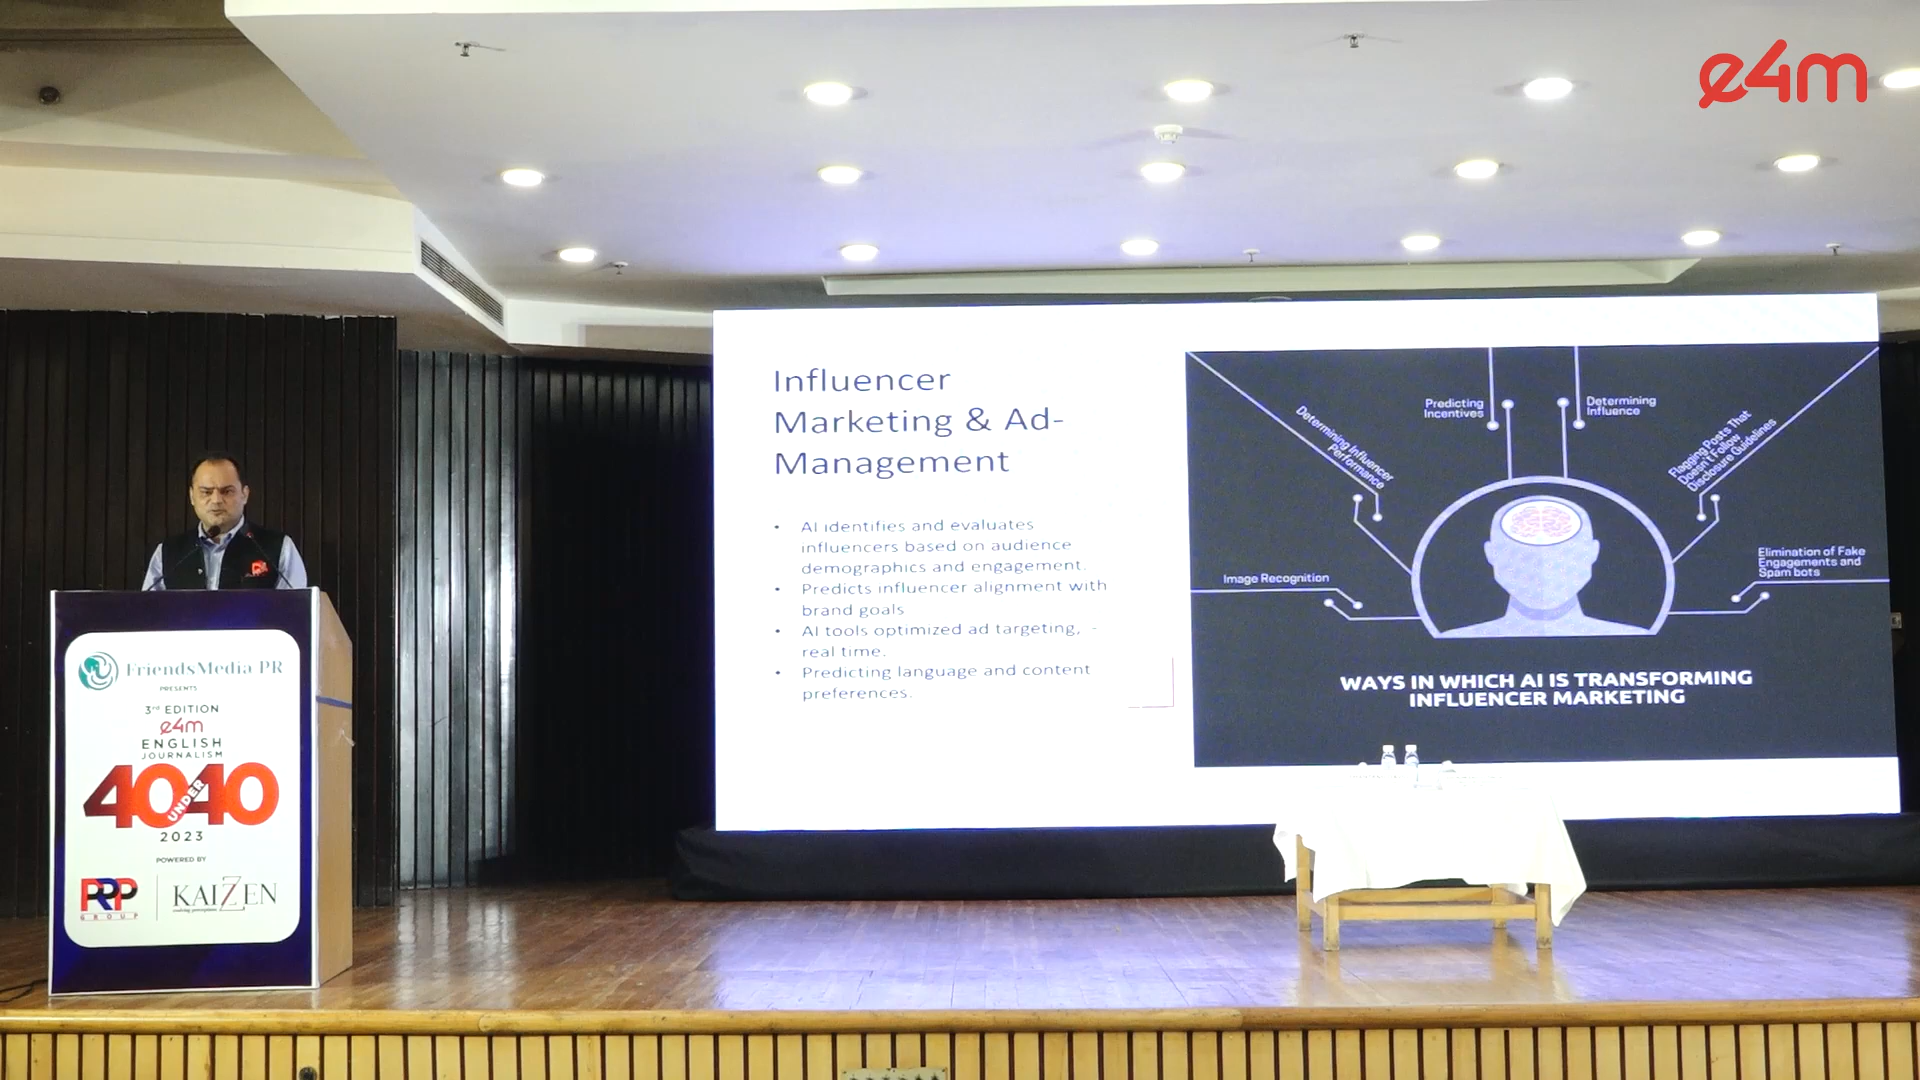 e4m
Influencer
Marketing & Ad-
Management
• AI identifies and evaluates
influencers based on audience
demographics and engagement.
• Predicts influencer alignment with
brand goals
• AI tools optimized ad targeting, -
real time.
• Predicting language and content
preferences.
Determining Influencer
Performance
Predicting
Incentives
Determining
Influence
Flagging Posts That
Doesn't Follow
Disclosure Guidelines
Image Recognition
Elimination of Fake
Engagements and
Spam bots
WAYS IN WHICH AI IS TRANSFORMING
INFLUENCER MARKETING
FriendsMedia PR
PRESENTS
3rd EDITION
e4m
ENGLISH
JOURNALISM
40 UNDER 40
2023
POWERED BY
PRP
GROUP
KAIZZEN